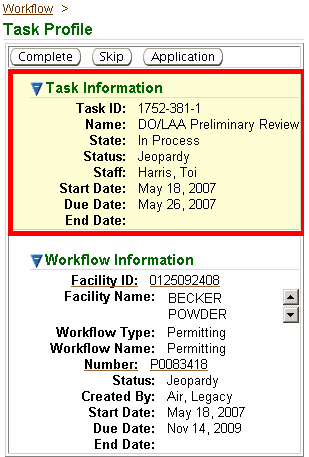 Workflow >
Task Profile
Complete Skip Application
Task Information
Task ID: 1752-381-1
Name: DO/LAA Preliminary Review
State: In Process
Status: Jeopardy
Staff: Harris, Toi
Start Date: May 18, 2007
Due Date: May 26, 2007
End Date:
Workflow Information
Facility ID: 0125092408
Facility Name: BECKER
POWDER
Workflow Type: Permitting
Workflow Name: Permitting
Number: P0083418
Status: Jeopardy
Created By: Air, Legacy
Start Date: May 18, 2007
Due Date: Nov 14, 2009
End Date: